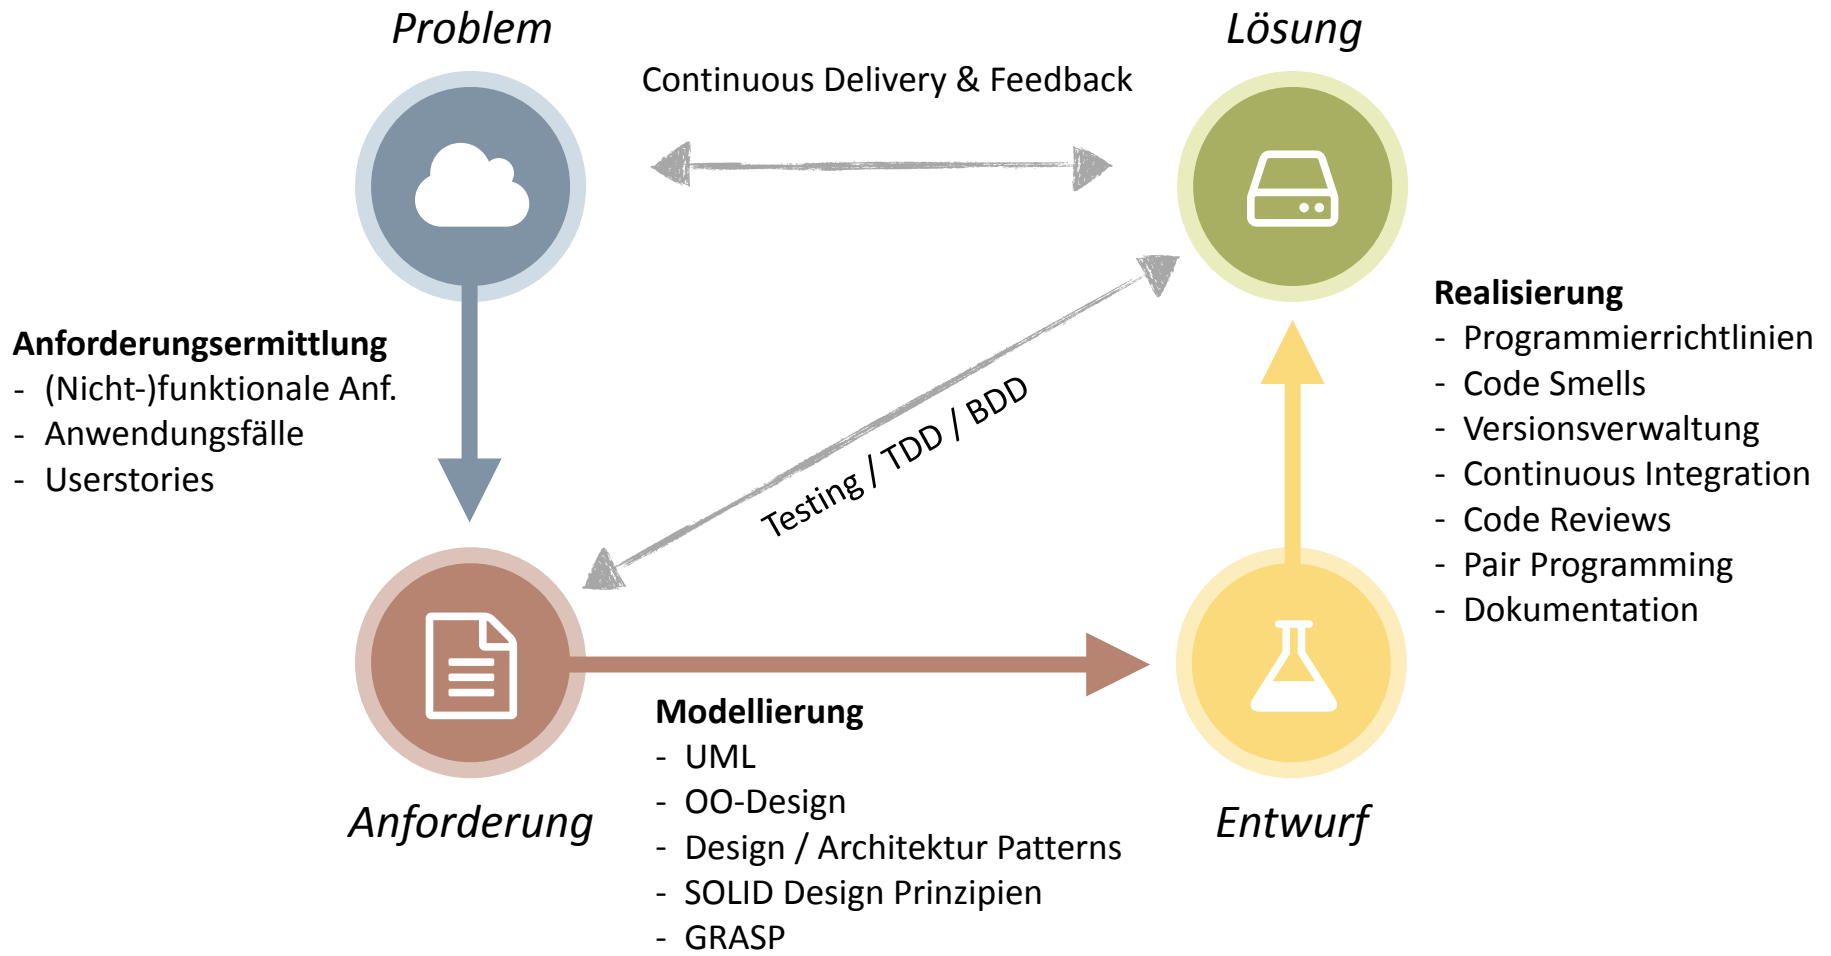 Problem
Lösung
Continuous Delivery & Feedback
Anforderungsermittlung
- (Nicht-)funktionale Anf.
- Anwendungsfälle
- Userstories
Testing / TDD / BDD
Realisierung
- Programmierrichtlinien
- Code Smells
- Versionsverwaltung
- Continuous Integration
- Code Reviews
- Pair Programming
- Dokumentation
Anforderung
Modellierung
- UML
- OO-Design
- Design / Architektur Patterns
- SOLID Design Prinzipien
- GRASP
Entwurf